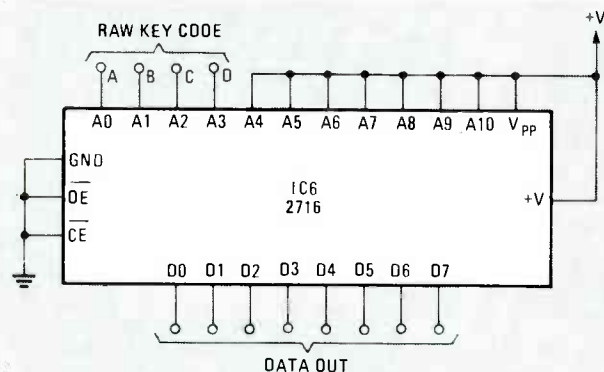 +V
RAW KEY CODE
A B C D
A0 A1 A2 A3 A4 A5 A6 A7 A8 A9 A10 VPP
GND
OE
CE
IC6
2716
+V
D0 D1 D2 D3 D4 D5 D6 D7
DATA OUT